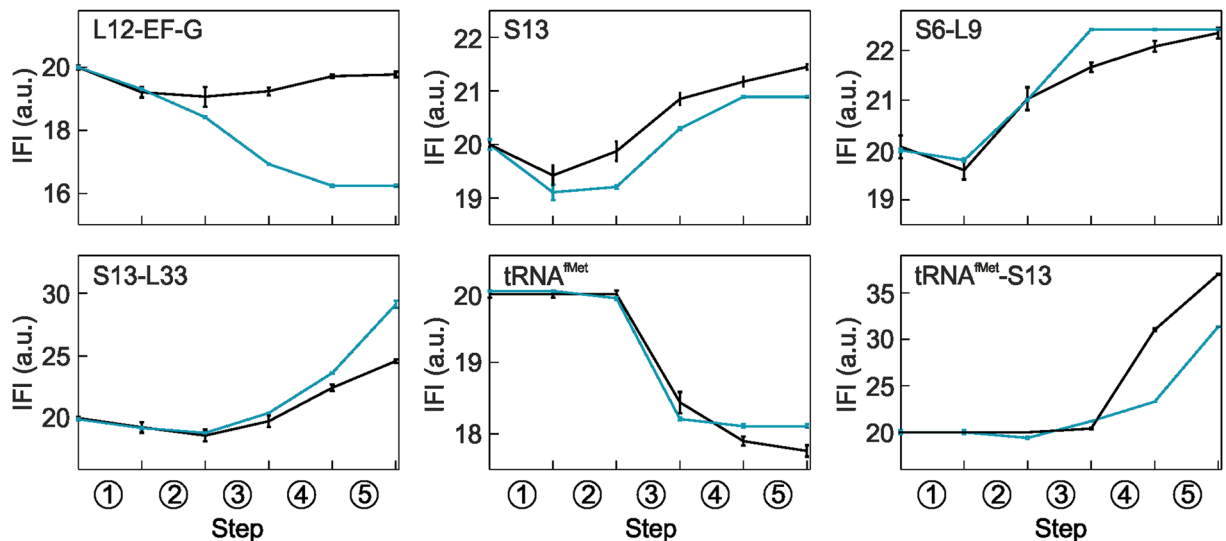 L12-EF-G
IFI (a.u.)
20
18
16
S13
IFI (a.u.)
22
21
20
19
S6-L9
IFI (a.u.)
22
21
20
19
S13-L33
IFI (a.u.)
30
25
20
① ② ③ ④ ⑤
Step
tRNAᶠᴹᵉᵗ
IFI (a.u.)
20
19
18
① ② ③ ④ ⑤
Step
tRNAᶠᴹᵉᵗ-S13
IFI (a.u.)
35
30
25
20
① ② ③ ④ ⑤
Step